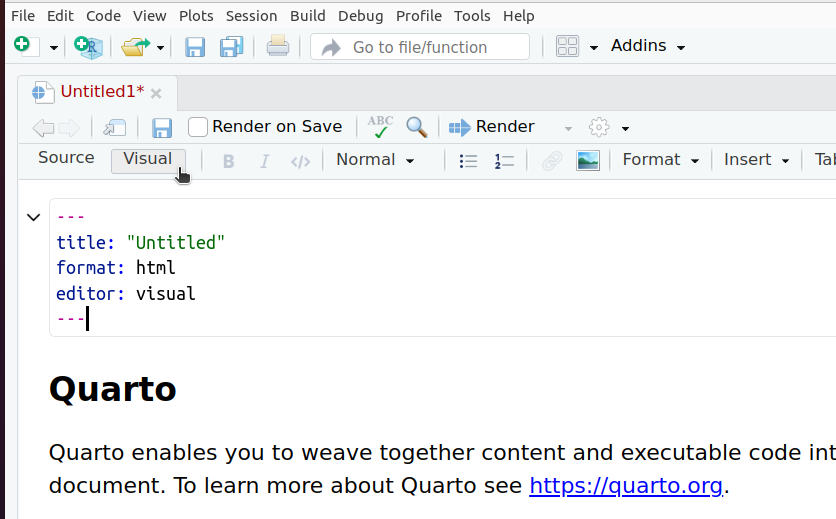 File Edit Code View Plots Session Build Debug Profile Tools Help
Go to file/function Addins
Untitled1*
Render on Save ABC Render
Source Visual B I </> Normal Format Insert Tab
---
title: "Untitled"
format: html
editor: visual
---
Quarto
Quarto enables you to weave together content and executable code int
document. To learn more about Quarto see https://quarto.org.